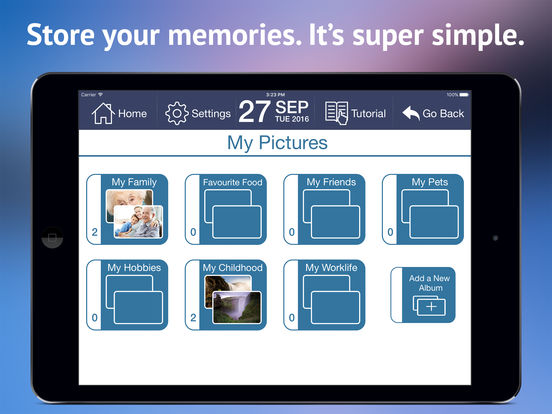 Store your memories. It's super simple.
Carrier 3:23 PM 100%
Home Settings 27 SEP TUE 2016 Tutorial Go Back
My Pictures
My Family Favourite Food My Friends My Pets
2 0 0 0
My Hobbies My Childhood My Worklife Add a New Album
0 2 0